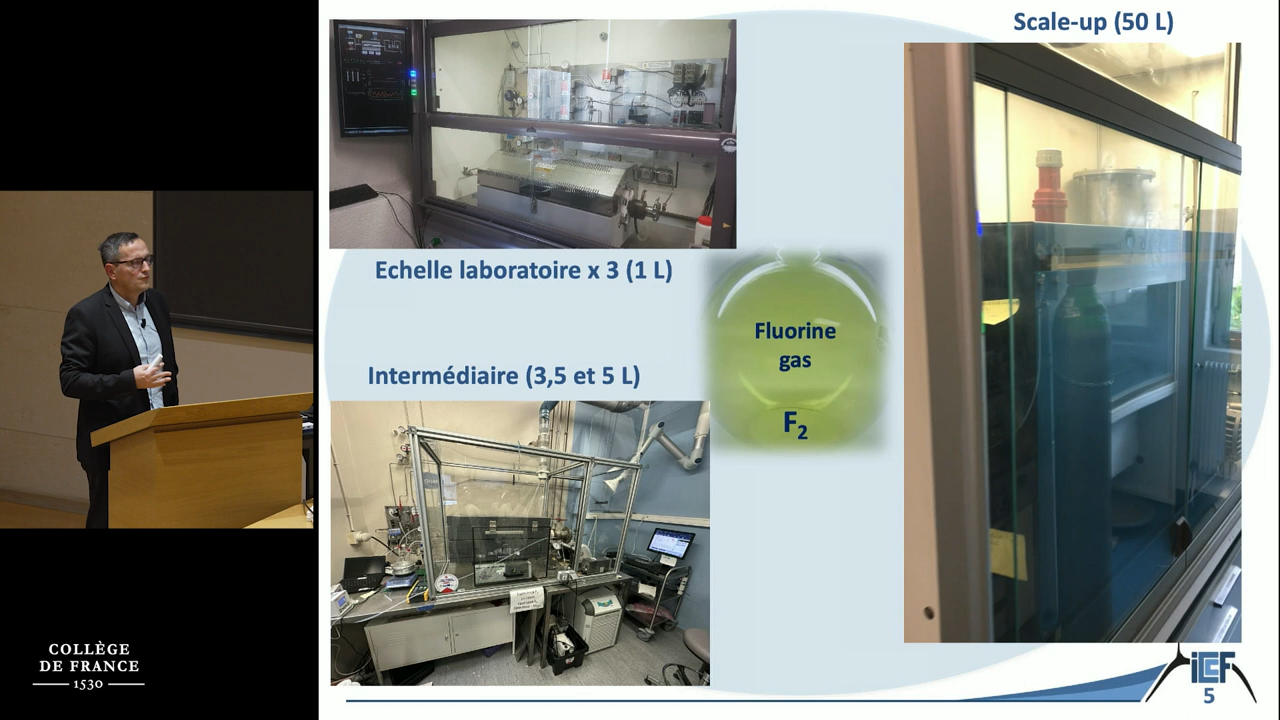 Scale-up (50 L)
Echelle laboratoire x 3 (1 L)
Fluorine
gas
F₂
Intermédiaire (3,5 et 5 L)
COLLÈGE
DE FRANCE
1530
iCCF
5